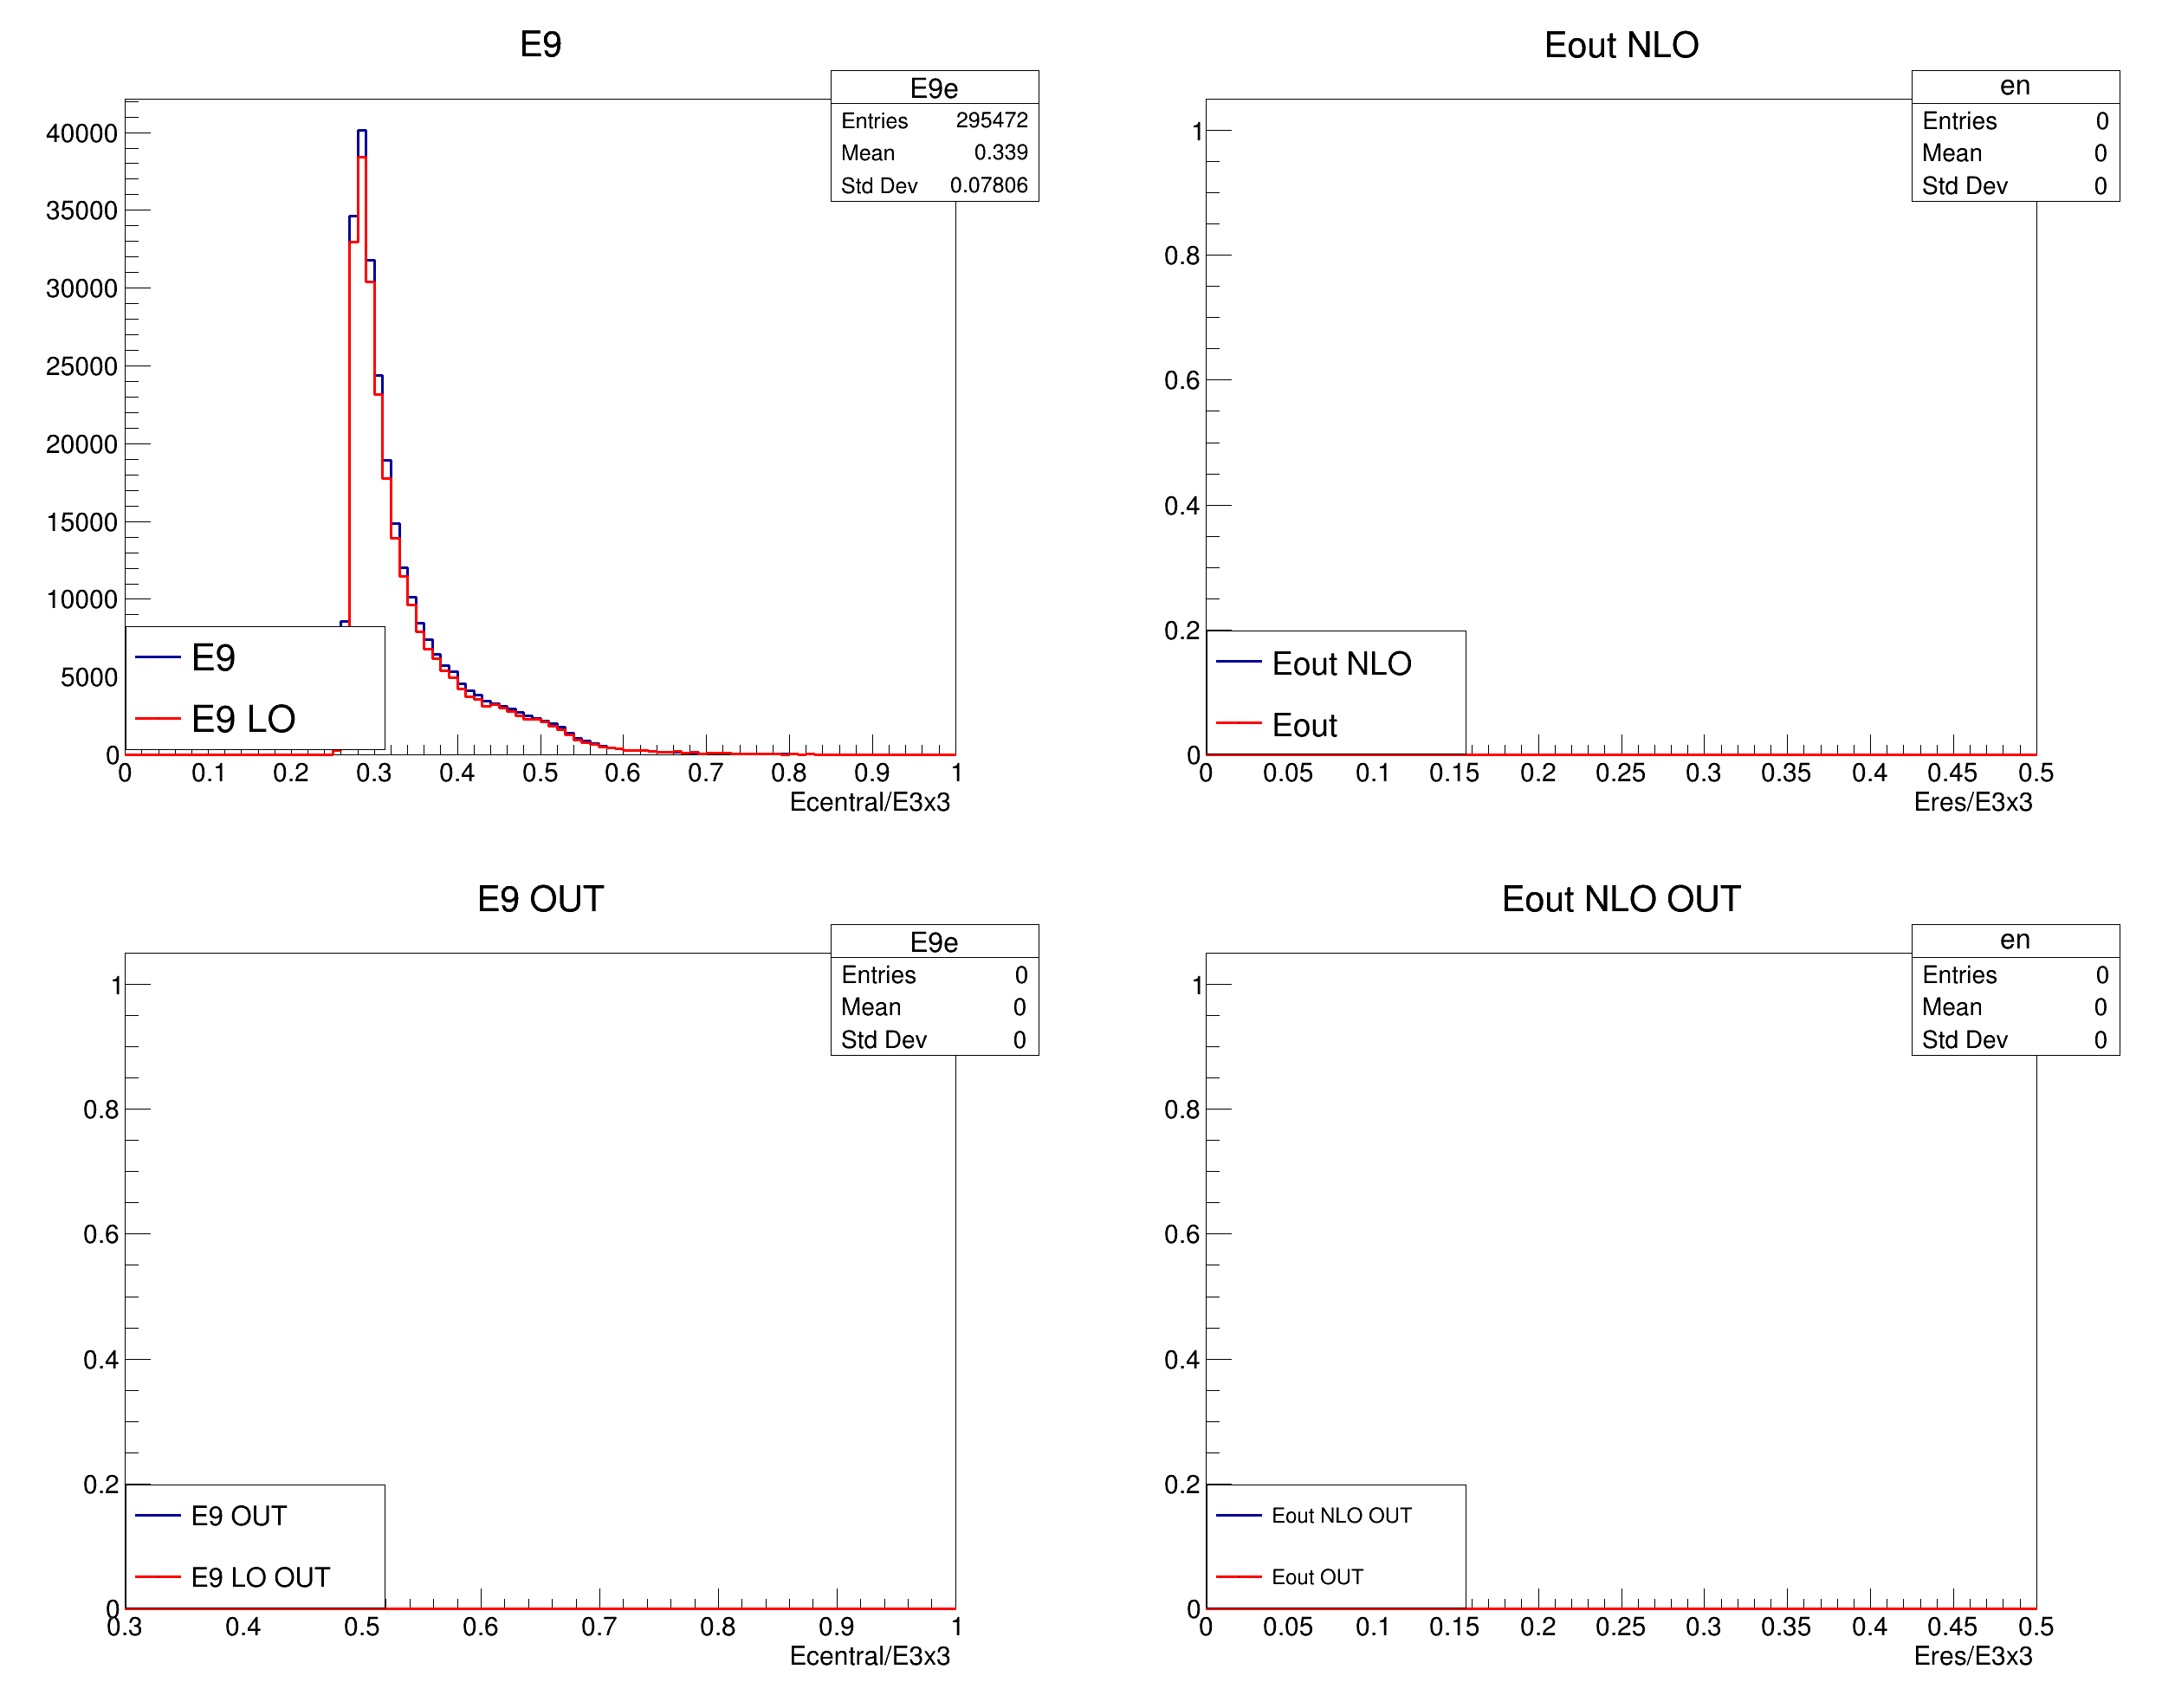 E9
E9e
Entries 295472
Mean 0.339
Std Dev 0.07806
40000
35000
30000
25000
20000
15000
10000
5000
0
E9
E9 LO
0 0.1 0.2 0.3 0.4 0.5 0.6 0.7 0.8 0.9 1
Ecentral/E3x3
Eout NLO
en
Entries 0
Mean 0
Std Dev 0
1
0.8
0.6
0.4
0.2
0
Eout NLO
Eout
0 0.05 0.1 0.15 0.2 0.25 0.3 0.35 0.4 0.45 0.5
Eres/E3x3
E9 OUT
E9e
Entries 0
Mean 0
Std Dev 0
1
0.8
0.6
0.4
0.2
0
E9 OUT
E9 LO OUT
0.3 0.4 0.5 0.6 0.7 0.8 0.9 1
Ecentral/E3x3
Eout NLO OUT
en
Entries 0
Mean 0
Std Dev 0
1
0.8
0.6
0.4
0.2
0
Eout NLO OUT
Eout OUT
0 0.05 0.1 0.15 0.2 0.25 0.3 0.35 0.4 0.45 0.5
Eres/E3x3